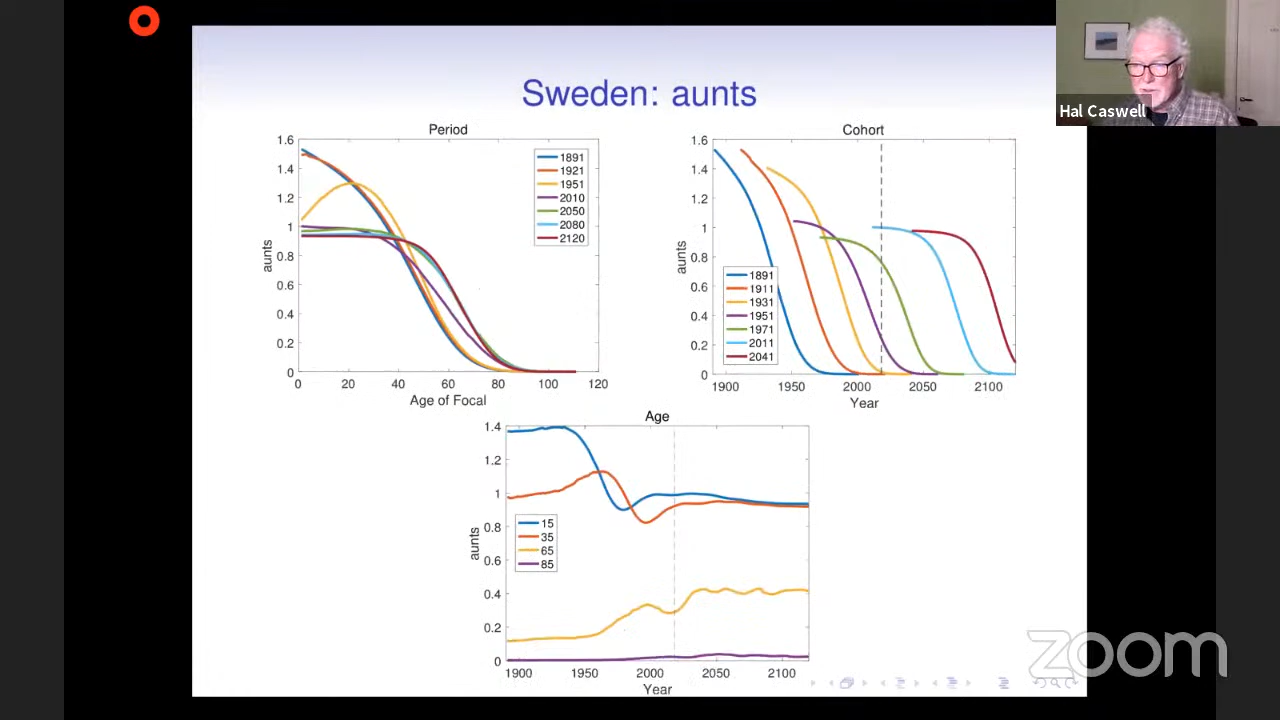 Sweden: aunts
Hal Caswell
Period
1.6
1.4
1.2
1
0.8
0.6
0.4
0.2
0
aunts
0 20 40 60 80 100 120
Age of Focal
1891
1921
1951
2010
2050
2080
2120
Cohort
1.6
1.4
1.2
1
0.8
0.6
0.4
0.2
0
aunts
1900 1950 2000 2050 2100
Year
1891
1911
1931
1951
1971
2011
2041
Age
1.4
1.2
1
0.8
0.6
0.4
0.2
0
aunts
1900 1950 2000 2050 2100
Year
15
35
65
85
zoom